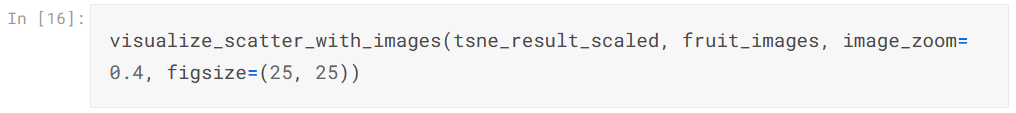 In [16]:
visualize_scatter_with_images(tsne_result_scaled, fruit_images, image_zoom=
0.4, figsize=(25, 25))